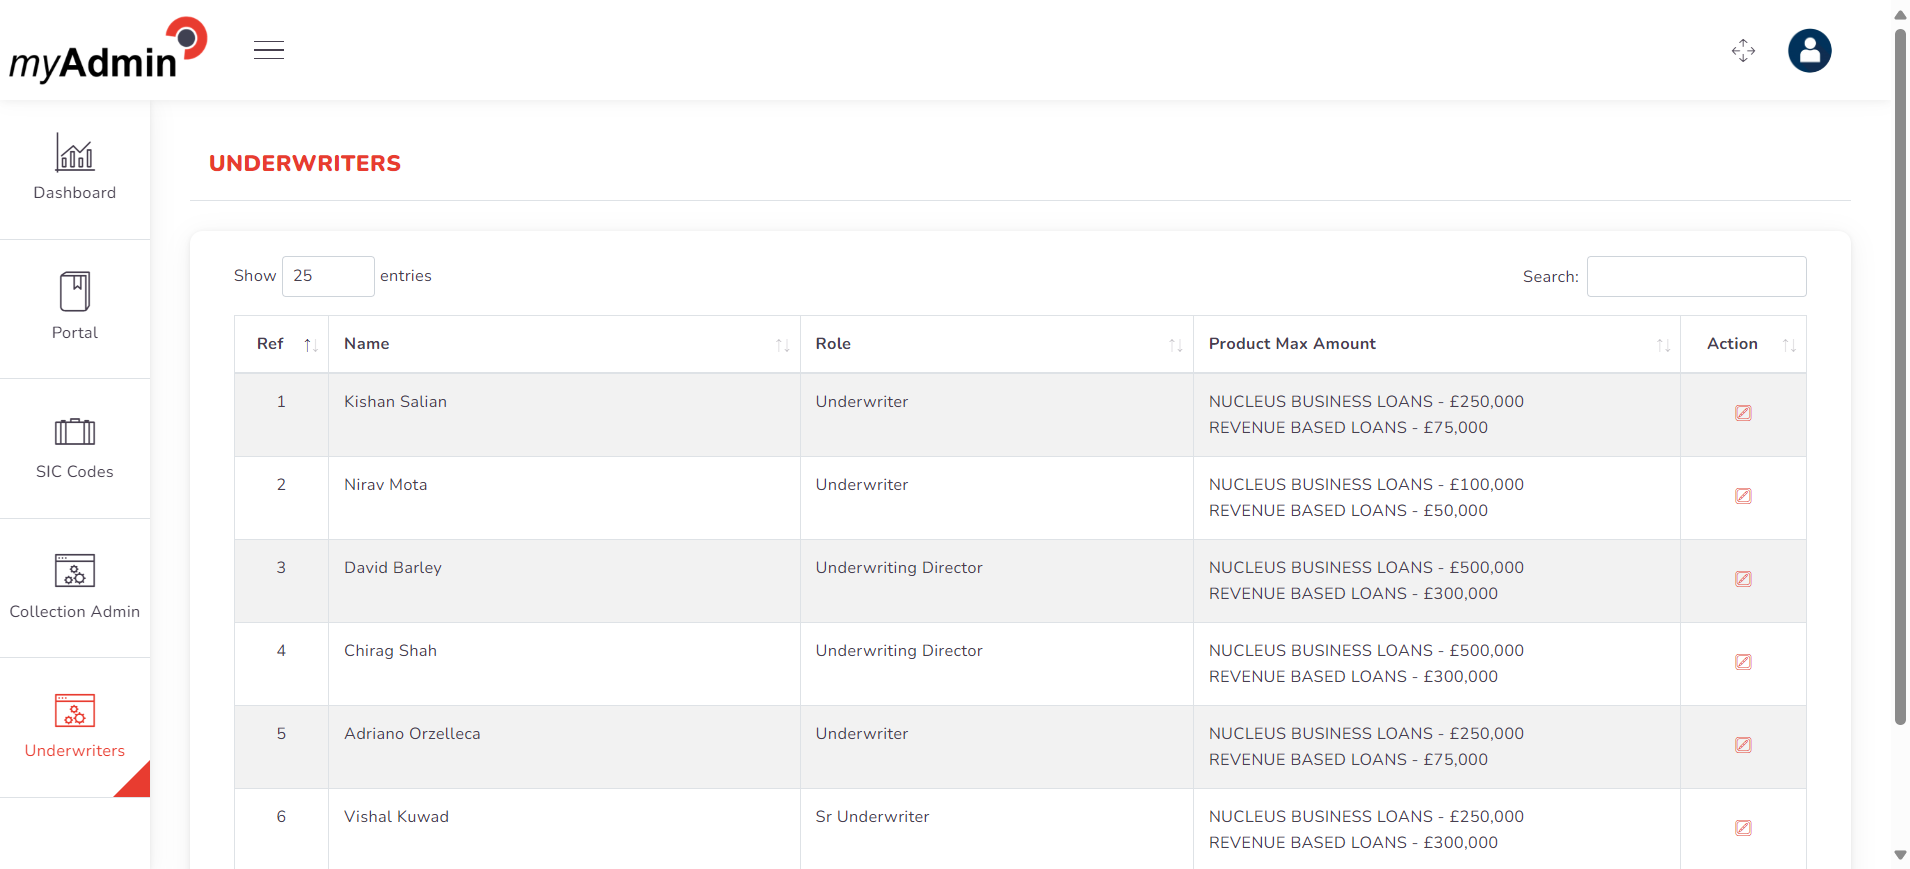 myAdmin
Dashboard
Portal
SIC Codes
Collection Admin
Underwriters
UNDERWRITERS
Show 25 entries
Search:
Ref Name Role Product Max Amount Action
1 Kishan Salian Underwriter NUCLEUS BUSINESS LOANS - £250,000
REVENUE BASED LOANS - £75,000
2 Nirav Mota Underwriter NUCLEUS BUSINESS LOANS - £100,000
REVENUE BASED LOANS - £50,000
3 David Barley Underwriting Director NUCLEUS BUSINESS LOANS - £500,000
REVENUE BASED LOANS - £300,000
4 Chirag Shah Underwriting Director NUCLEUS BUSINESS LOANS - £500,000
REVENUE BASED LOANS - £300,000
5 Adriano Orzelleca Underwriter NUCLEUS BUSINESS LOANS - £250,000
REVENUE BASED LOANS - £75,000
6 Vishal Kuwad Sr Underwriter NUCLEUS BUSINESS LOANS - £250,000
REVENUE BASED LOANS - £300,000